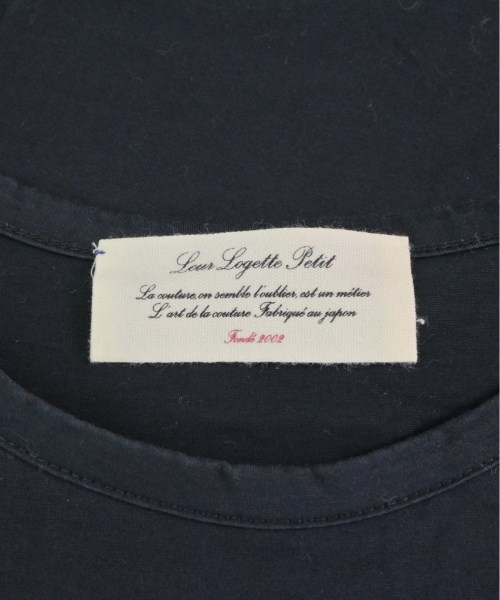 Leur Logette Petit
La couture, on semble l'oublier, est un métier
L'art de la couture Fabriqué au japon
Fondé 2002